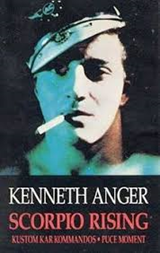 KENNETH ANGER
SCORPIO RISING
KUSTOM KAR KOMMANDOS • PUCE MOMENT